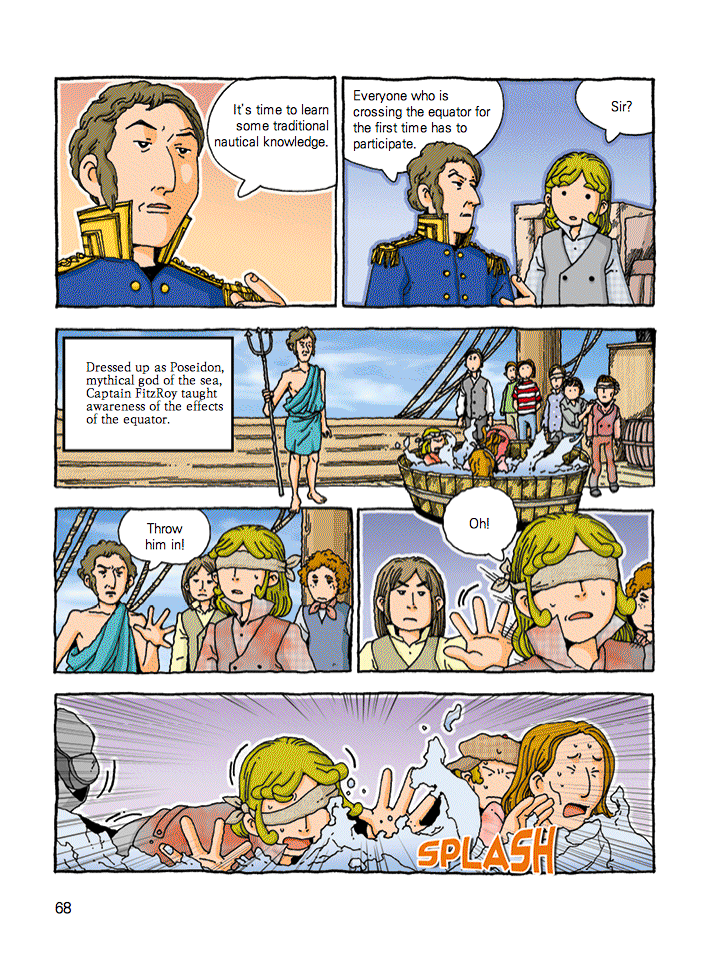 It's time to learn
some traditional
nautical knowledge.
Everyone who is
crossing the equator for
the first time has to
participate.
Sir?
Dressed up as Poseidon,
mythical god of the sea,
Captain FitzRoy taught
awareness of the effects
of the equator.
Throw
him in!
Oh!
SPLASH
68